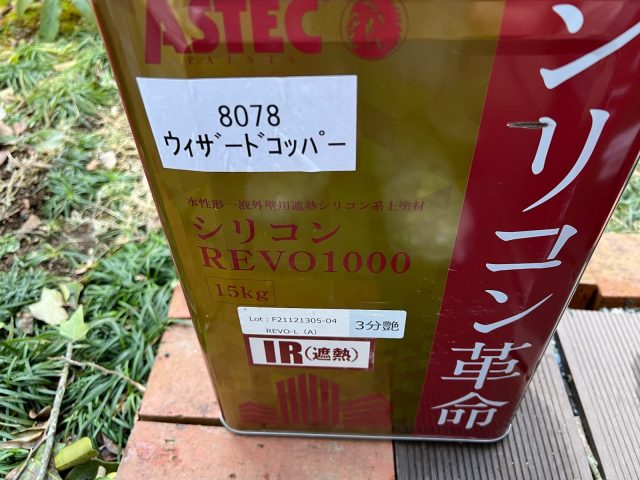 ASTEC
PAINTS
8078
ウィザードコッパー
水性形一液外壁用遮熱シリコン系上塗材
シリコン
REVO1000
15kg
Lot：F21121305-04
REVO-L（A）
3分艶
IR(遮熱)
シリコン革命